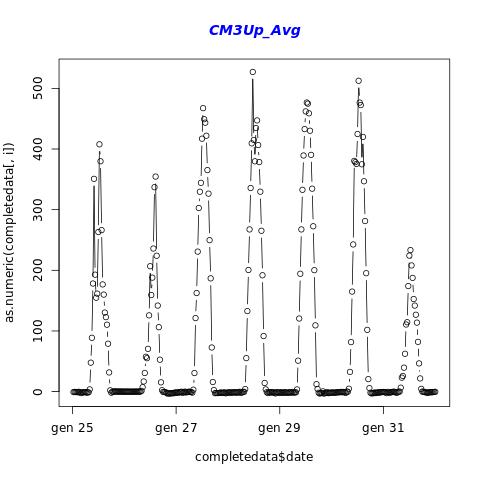 CM3Up_Avg
as.numeric(completedata[, i])
500
400
300
200
100
0
gen 25
gen 27
gen 29
gen 31
completedata$date